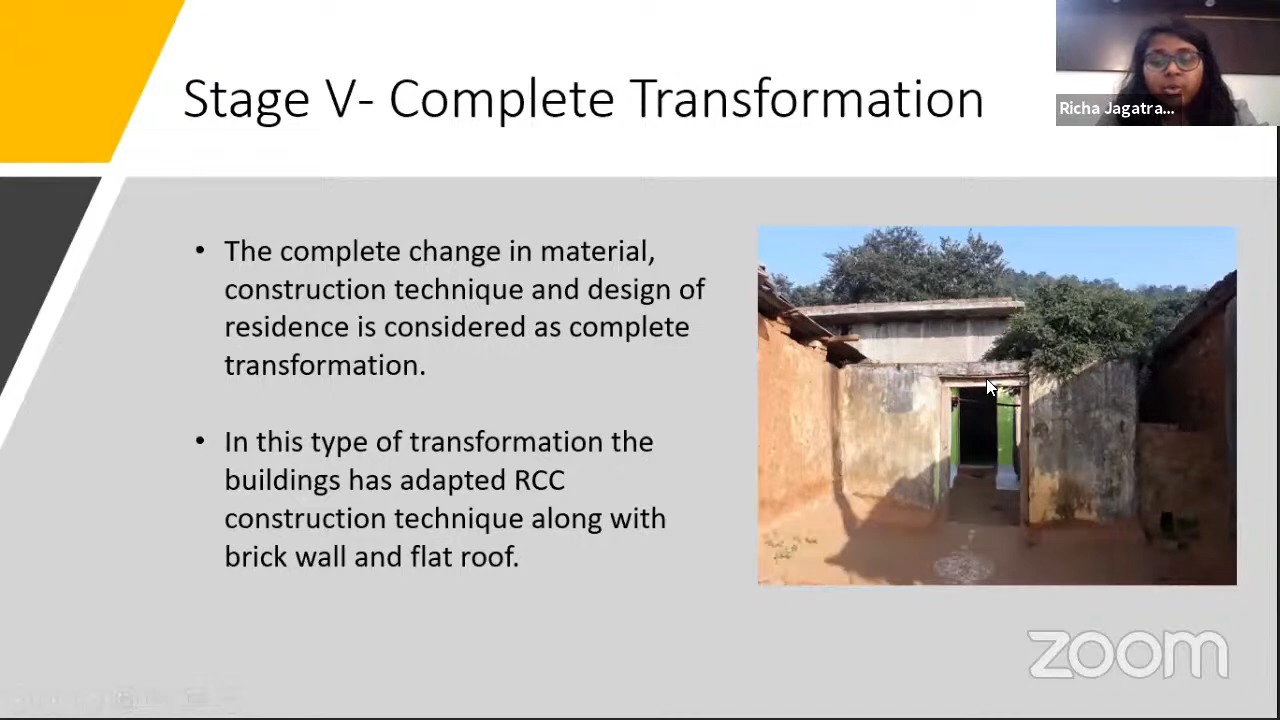 Stage V- Complete Transformation
Richa Jagatra...
• The complete change in material,
construction technique and design of
residence is considered as complete
transformation.
• In this type of transformation the
buildings has adapted RCC
construction technique along with
brick wall and flat roof.
zoom